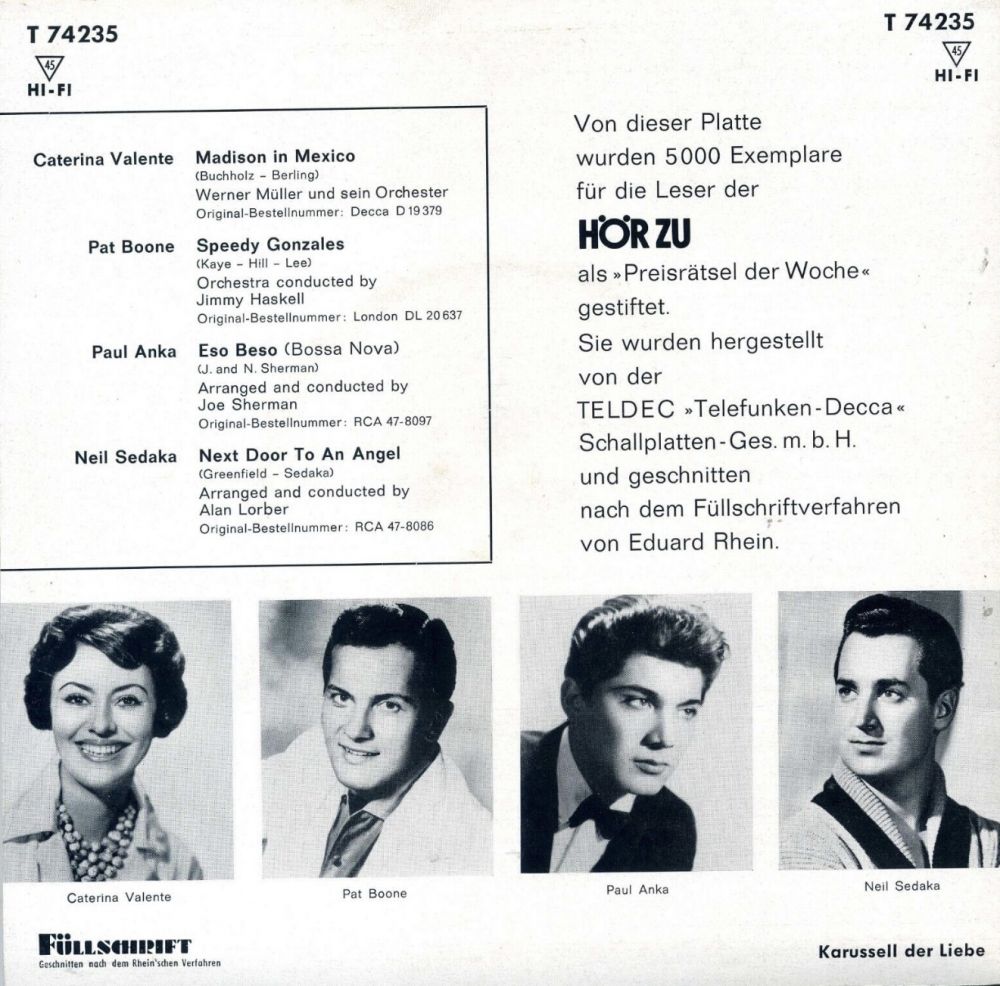 T 74235
45
HI-FI
T 74235
45
HI-FI
Caterina Valente
Madison in Mexico
(Buchholz - Berling)
Werner Müller und sein Orchester
Original-Bestellnummer: Decca D 19 379
Pat Boone
Speedy Gonzales
(Kaye - Hill - Lee)
Orchestra conducted by
Jimmy Haskell
Original-Bestellnummer: London DL 20 637
Paul Anka
Eso Beso (Bossa Nova)
(J. and N. Sherman)
Arranged and conducted by
Joe Sherman
Original-Bestellnummer: RCA 47-8097
Neil Sedaka
Next Door To An Angel
(Greenfield - Sedaka)
Arranged and conducted by
Alan Lorber
Original-Bestellnummer: RCA 47-8086
Von dieser Platte
wurden 5000 Exemplare
für die Leser der
HÖR ZU
als »Preisrätsel der Woche«
gestiftet.
Sie wurden hergestellt
von der
TELDEC »Telefunken-Decca«
Schallplatten-Ges. m. b. H.
und geschnitten
nach dem Füllschriftverfahren
von Eduard Rhein.
Caterina Valente
Pat Boone
Paul Anka
Neil Sedaka
FÜLLSCHRIFT
Geschnitten nach dem Rhein'schen Verfahren
Karussell der Liebe